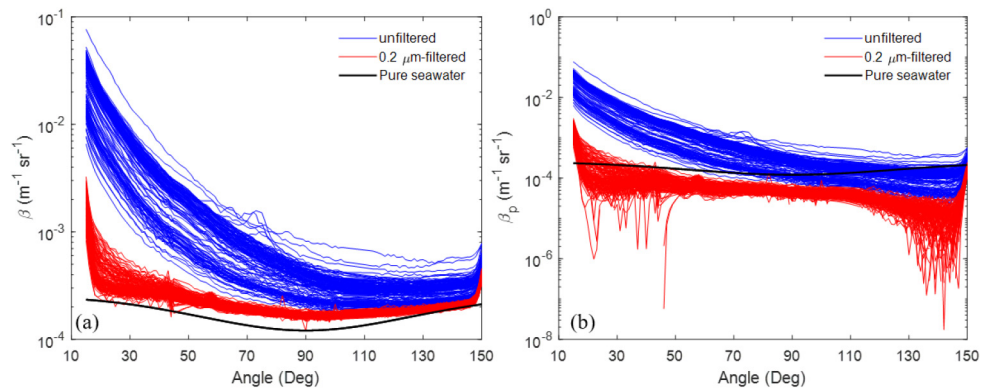 10^-1
10^-2
10^-3
10^-4
β (m^-1 sr^-1)
unfiltered
0.2 μm-filtered
Pure seawater
(a)
10 30 50 70 90 110 130 150
Angle (Deg)
10^0
10^-2
10^-4
10^-6
10^-8
β_p (m^-1 sr^-1)
unfiltered
0.2 μm-filtered
Pure seawater
(b)
10 30 50 70 90 110 130 150
Angle (Deg)